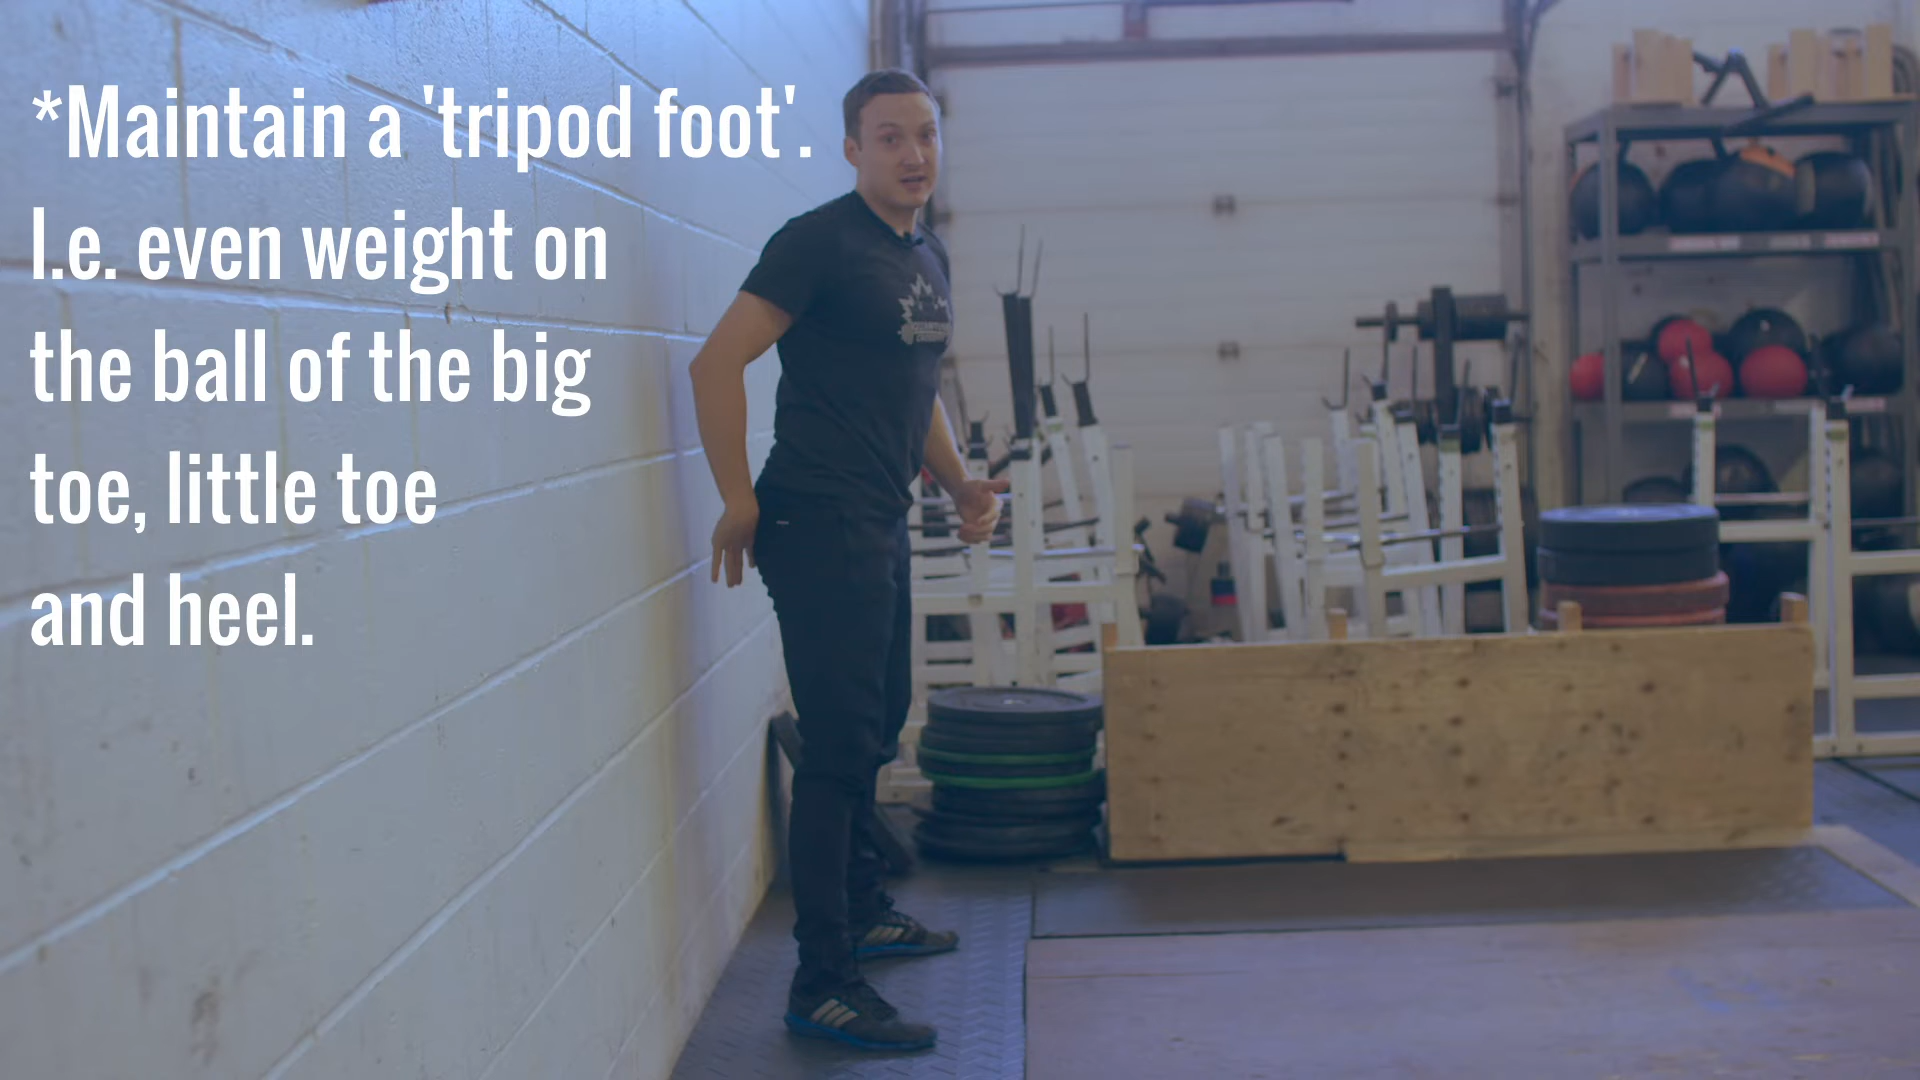 *Maintain a 'tripod foot'.
I.e. even weight on
the ball of the big
toe, little toe
and heel.